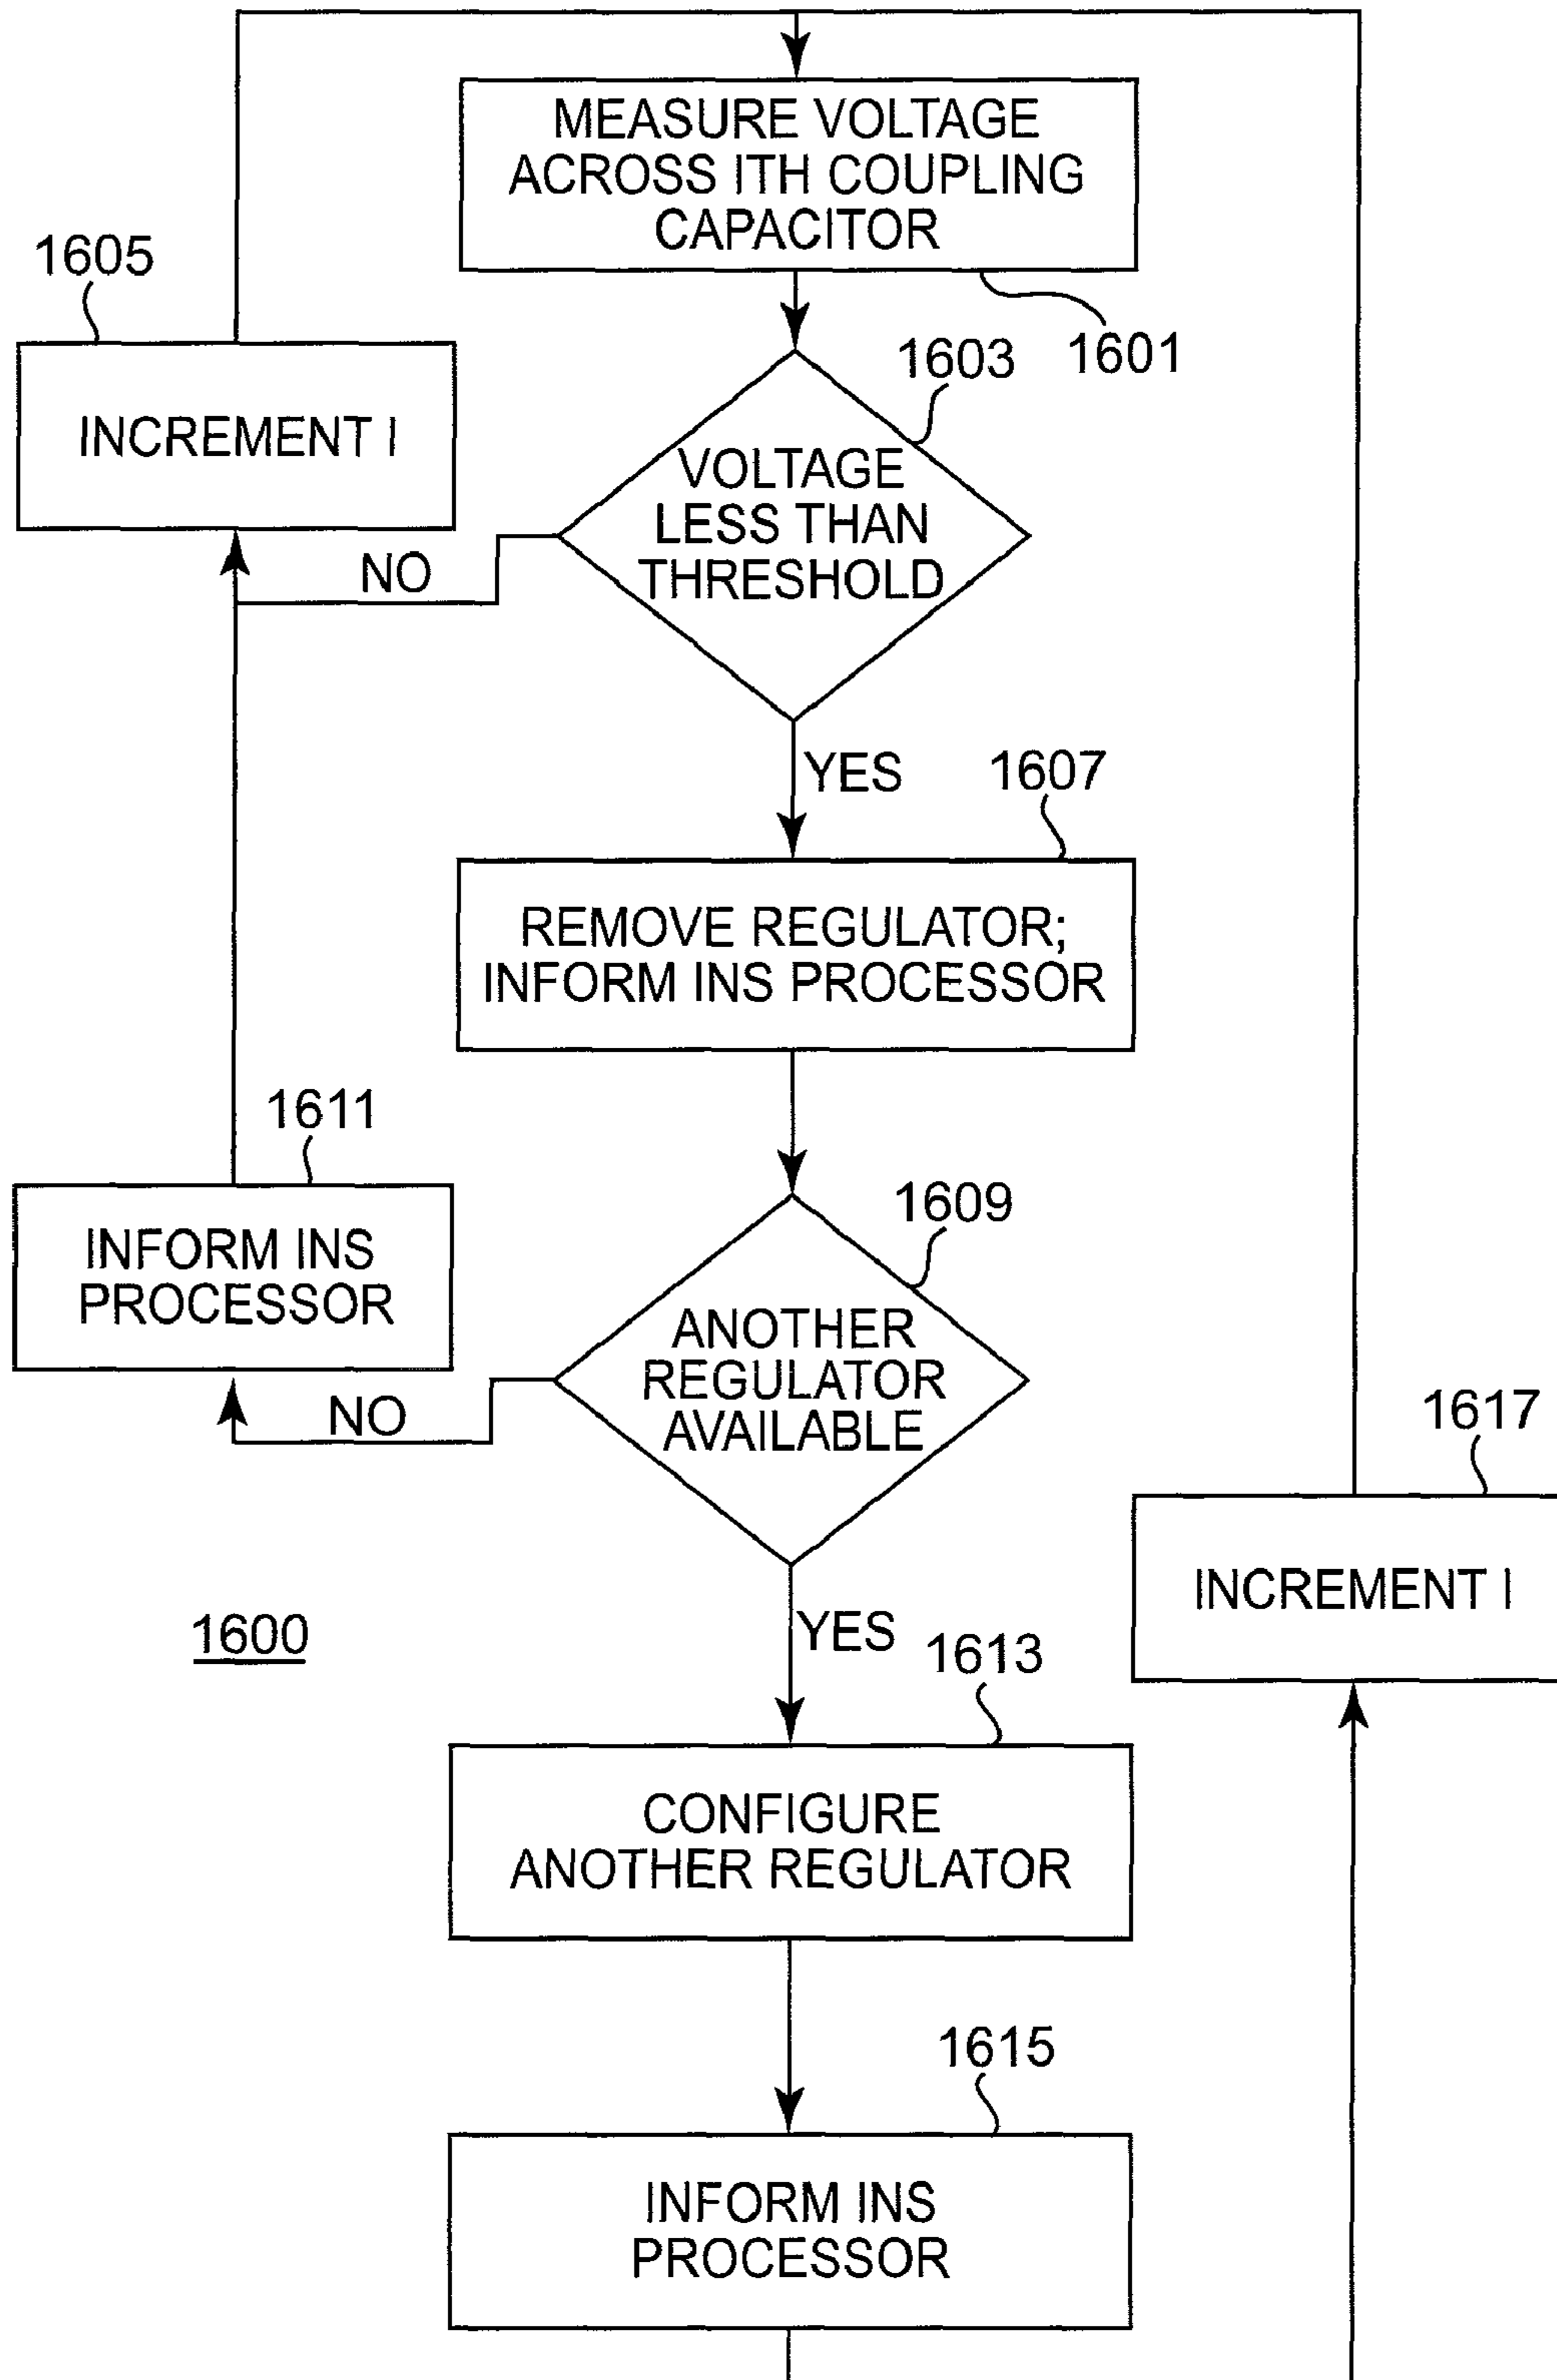 MEASURE VOLTAGE
ACROSS ITH COUPLING
CAPACITOR
1601
1605
INCREMENT I
1603
VOLTAGE
LESS THAN
THRESHOLD
NO
YES
1607
REMOVE REGULATOR;
INFORM INS PROCESSOR
1611
INFORM INS
PROCESSOR
1609
ANOTHER
REGULATOR
AVAILABLE
NO
YES
1617
INCREMENT I
1600
1613
CONFIGURE
ANOTHER REGULATOR
1615
INFORM INS
PROCESSOR